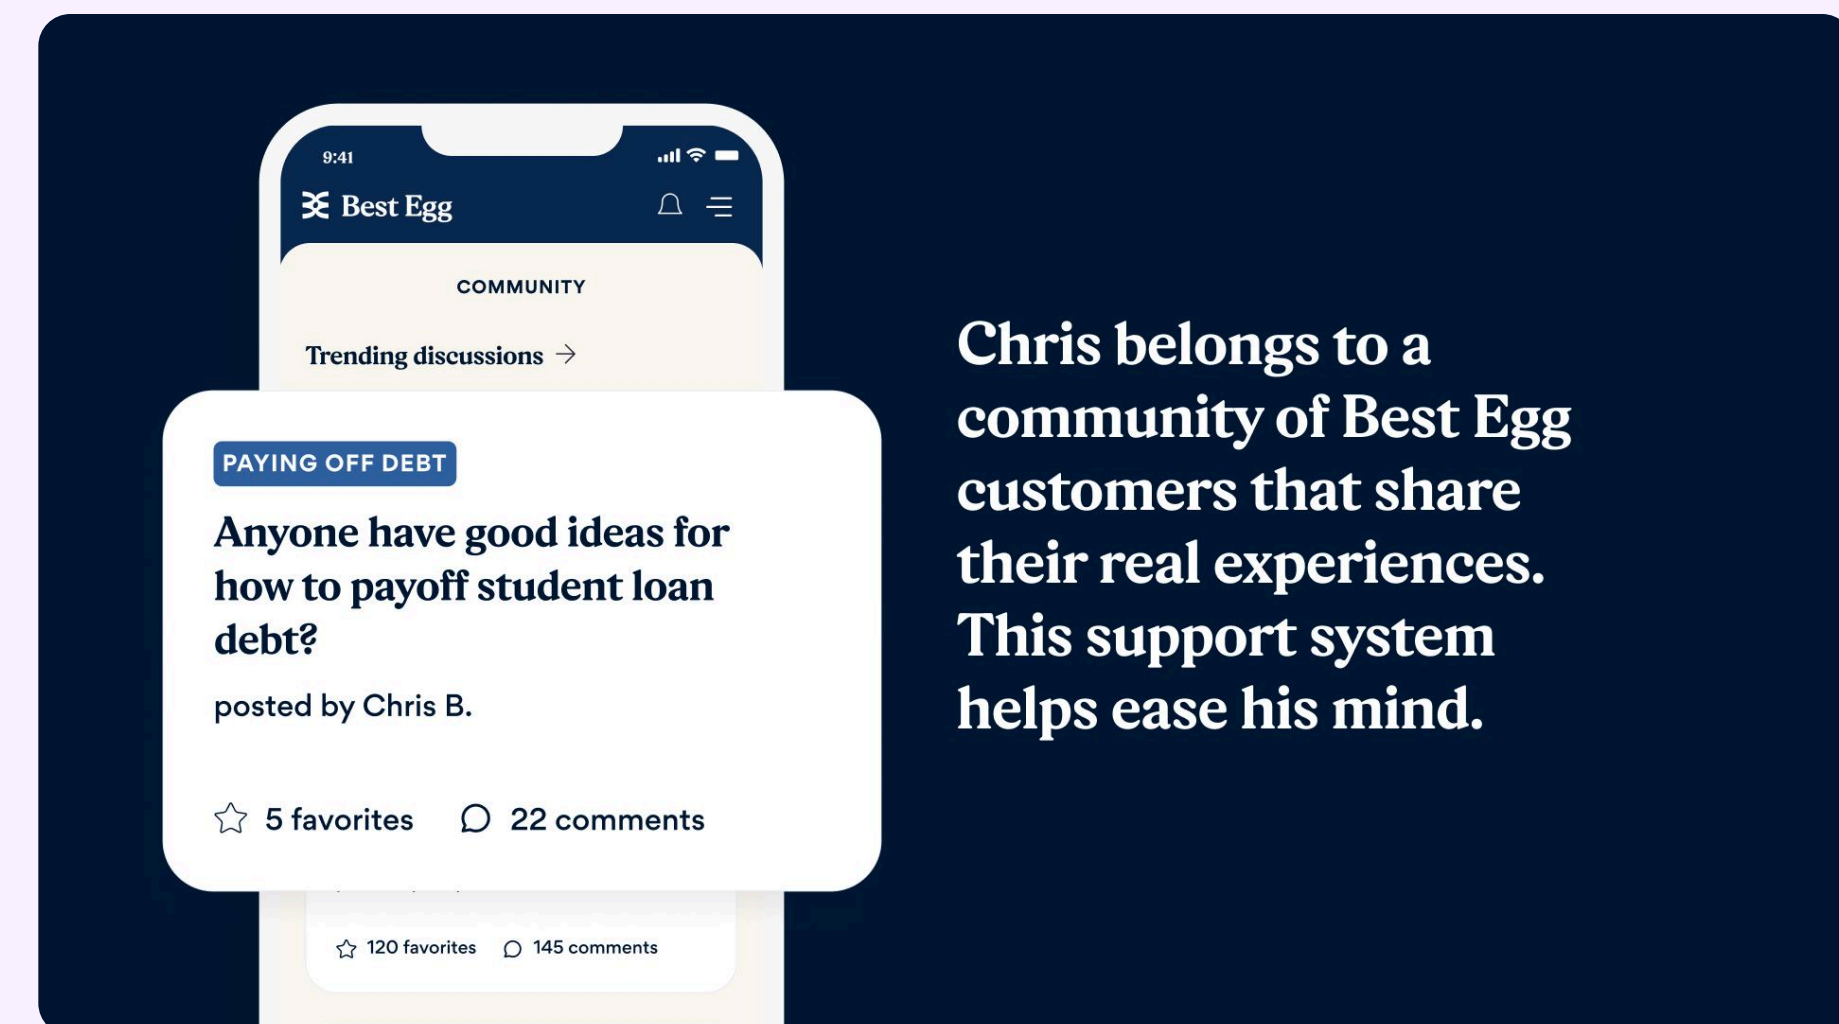 9:41
Best Egg
COMMUNITY
Trending discussions →
PAYING OFF DEBT
Anyone have good ideas for
how to payoff student loan
debt?
posted by Chris B.
5 favorites 22 comments
120 favorites 145 comments
Chris belongs to a
community of Best Egg
customers that share
their real experiences.
This support system
helps ease his mind.